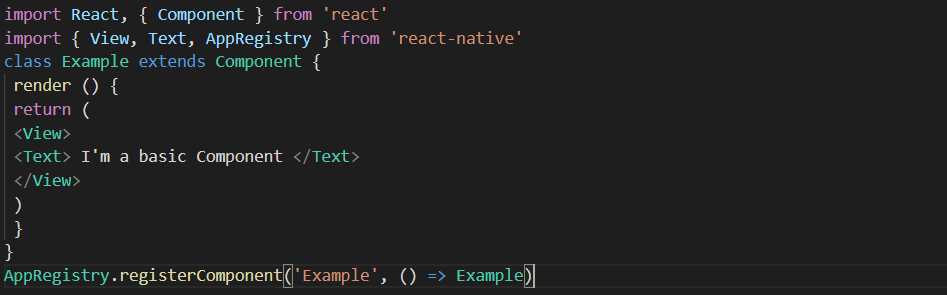 import React, { Component } from 'react'
import { View, Text, AppRegistry } from 'react-native'
class Example extends Component {
render () {
return (
<View>
<Text> I'm a basic Component </Text>
</View>
)
}
}
AppRegistry.registerComponent('Example', () => Example)